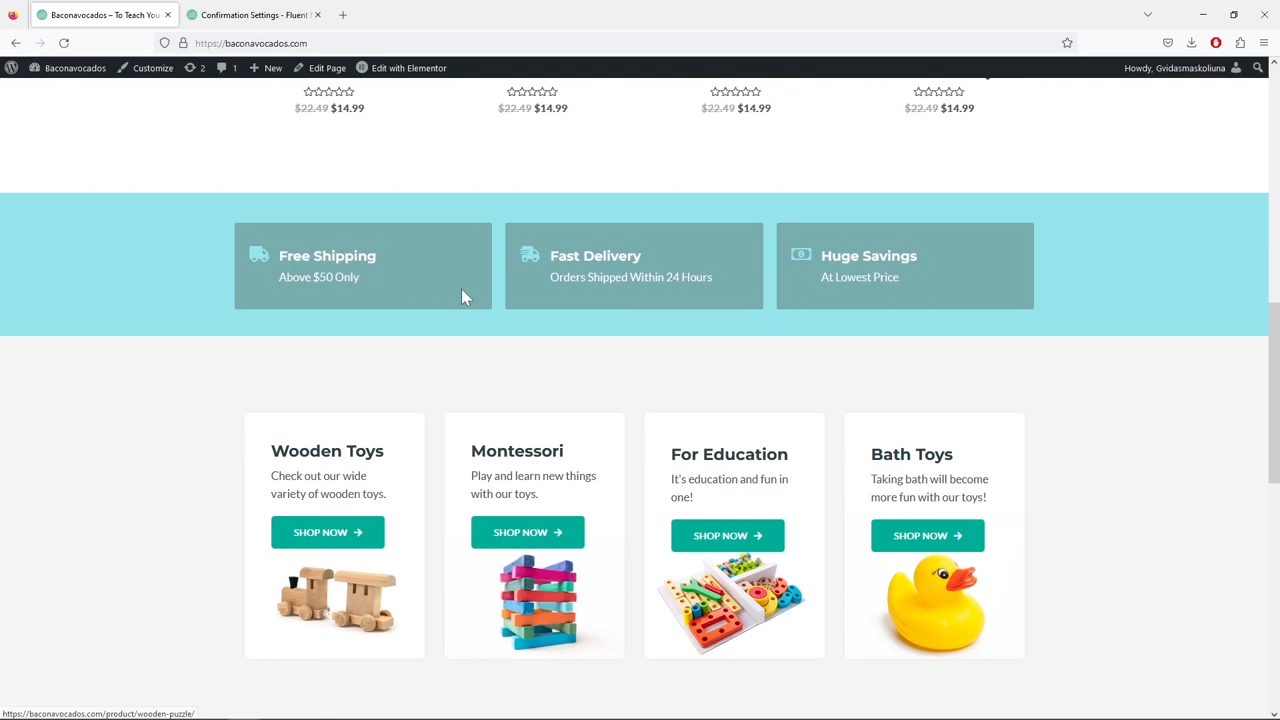 Baconavocados – To Teach You
Confirmation Settings - Fluent F
https://baconavocados.com
Baconavocados
Customize
2
1
New
Edit Page
Edit with Elementor
Howdy, Gvidasmaskoliuna
$22.49 $14.99
$22.49 $14.99
$22.49 $14.99
$22.49 $14.99
Free Shipping
Above $50 Only
Fast Delivery
Orders Shipped Within 24 Hours
Huge Savings
At Lowest Price
Wooden Toys
Check out our wide
variety of wooden toys.
SHOP NOW
Montessori
Play and learn new things
with our toys.
SHOP NOW
For Education
It's education and fun in
one!
SHOP NOW
Bath Toys
Taking bath will become
more fun with our toys!
SHOP NOW
https://baconavocados.com/product/wooden-puzzle/